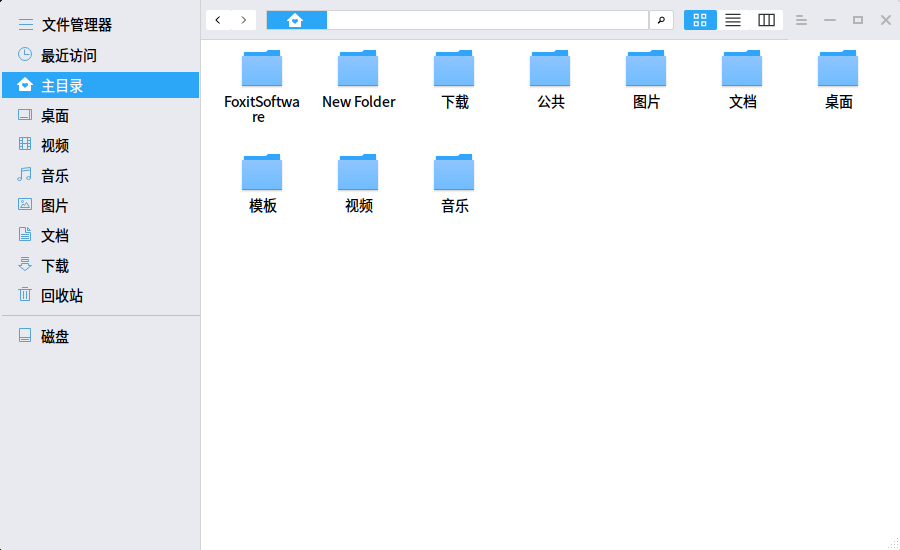 文件管理器
最近访问
主目录
桌面
视频
音乐
图片
文档
下载
回收站
磁盘
FoxitSoftwa
re
New Folder
下载
公共
图片
文档
桌面
模板
视频
音乐